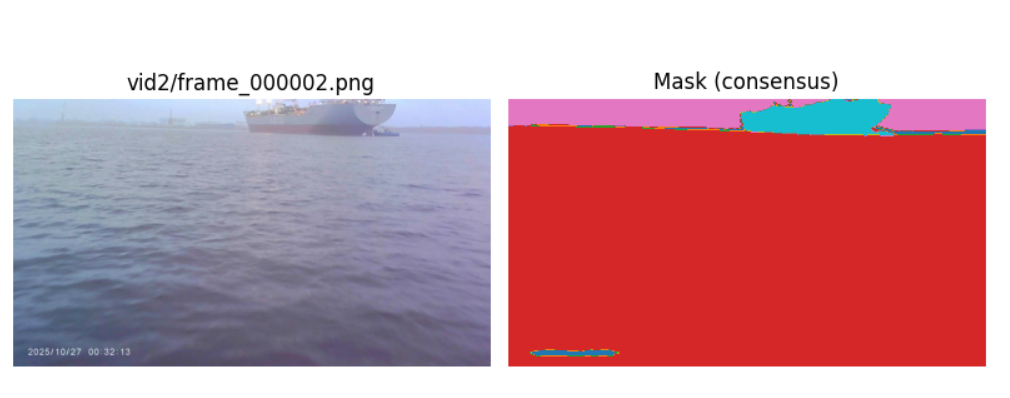 vid2/frame_000002.png
Mask (consensus)
2025/10/27 00:32:13